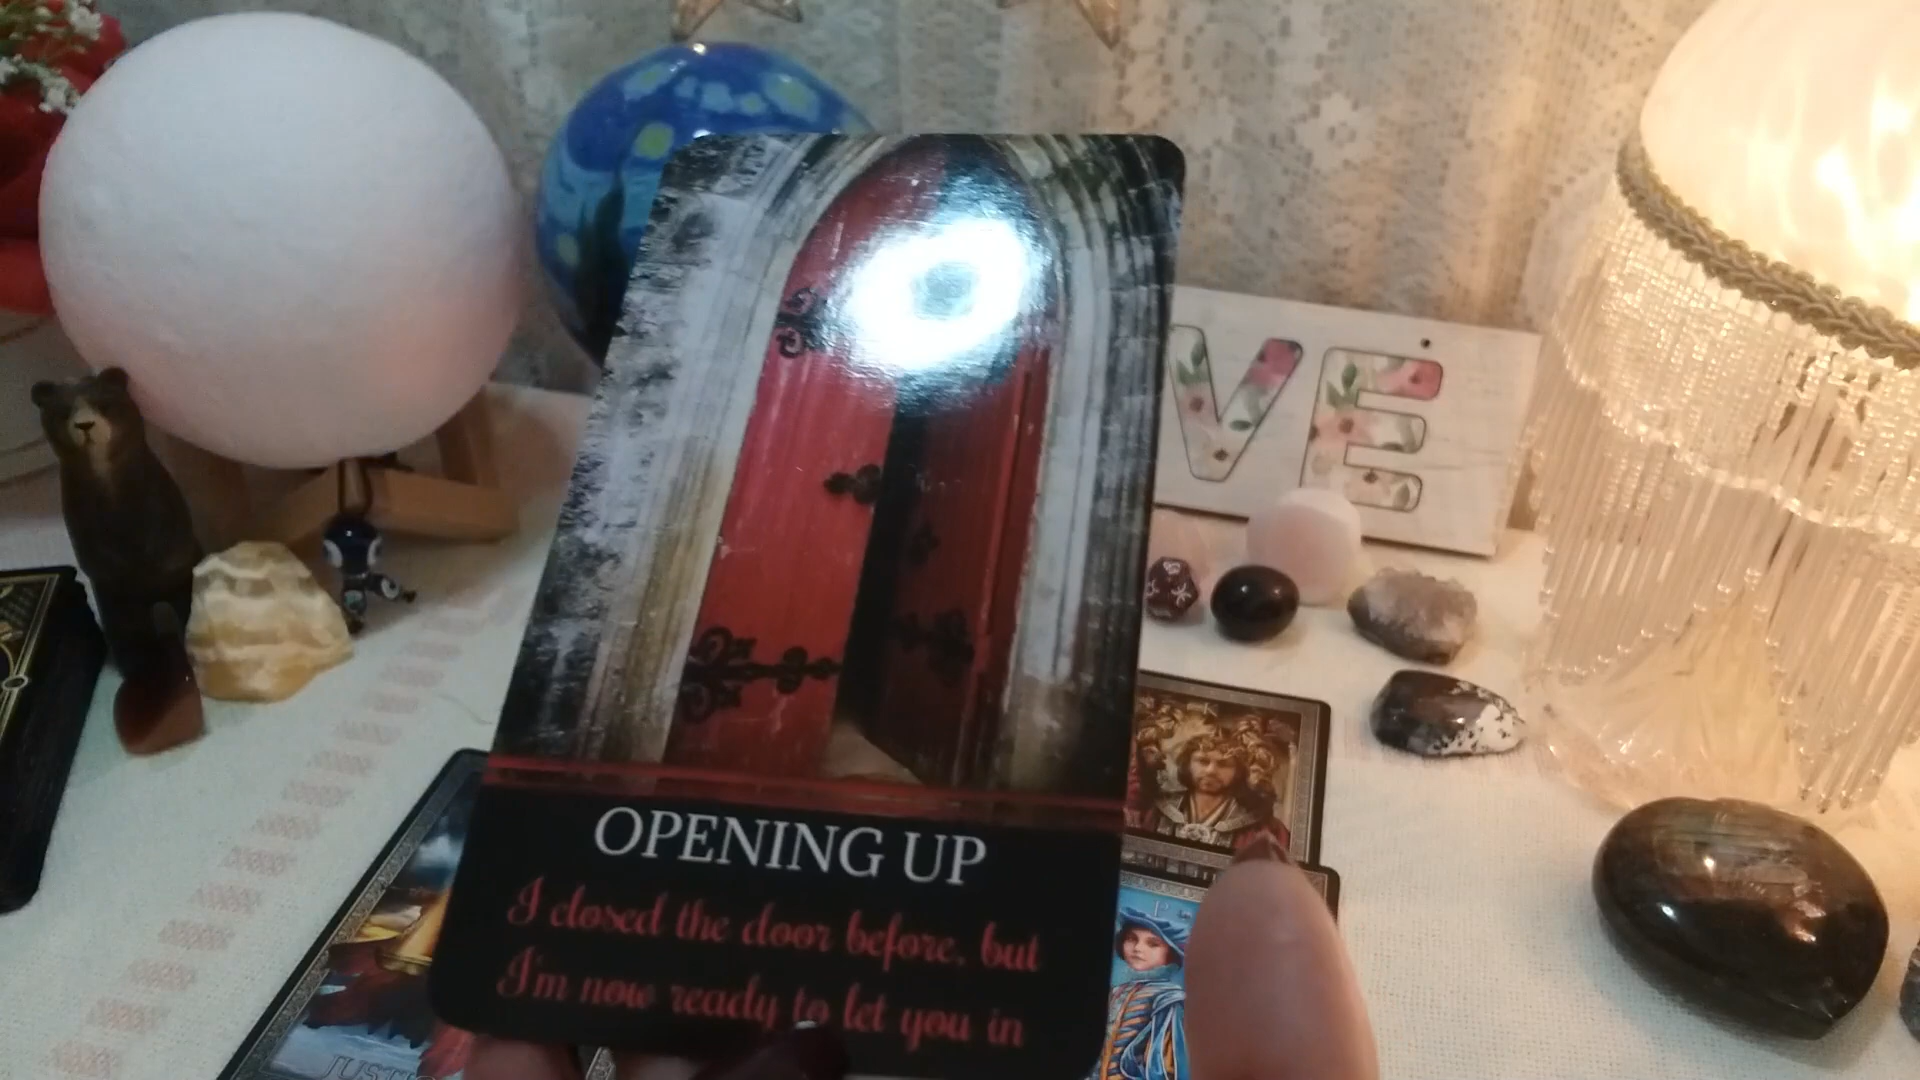 VE
OPENING UP
I closed the door before, but
I'm now ready to let you in
JUSTIC